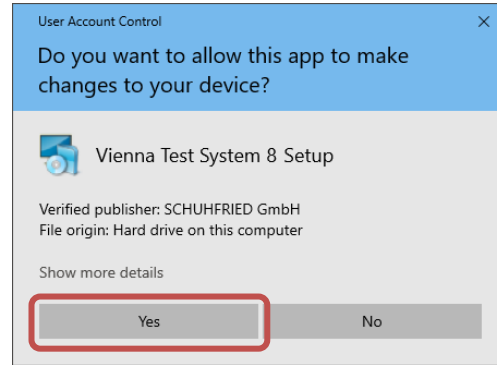 User Account Control
Do you want to allow this app to make
changes to your device?
Vienna Test System 8 Setup
Verified publisher: SCHUHFRIED GmbH
File origin: Hard drive on this computer
Show more details
Yes
No